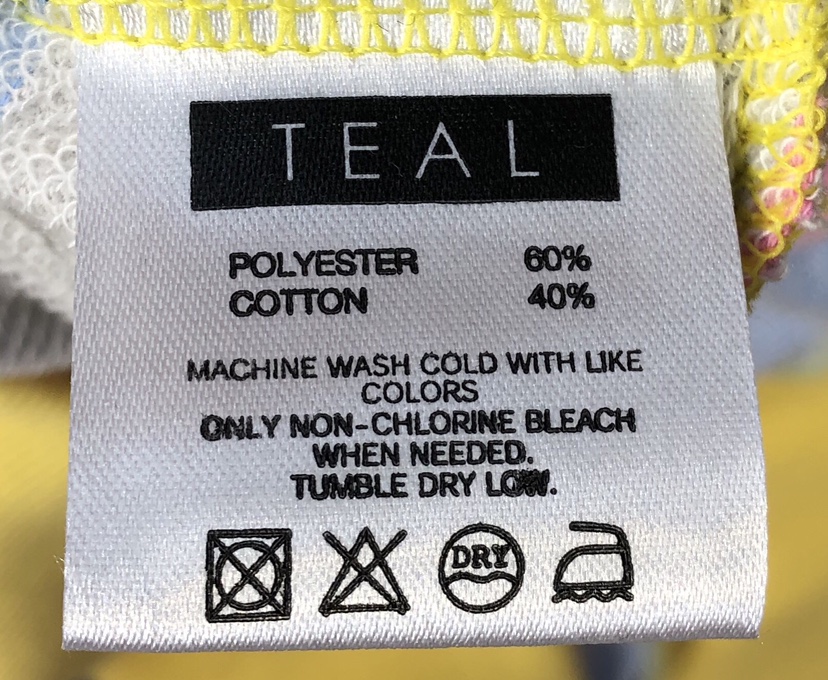 TEAL
POLYESTER 60%
COTTON 40%
MACHINE WASH COLD WITH LIKE
COLORS
ONLY NON-CHLORINE BLEACH
WHEN NEEDED.
TUMBLE DRY LOW.
DRY